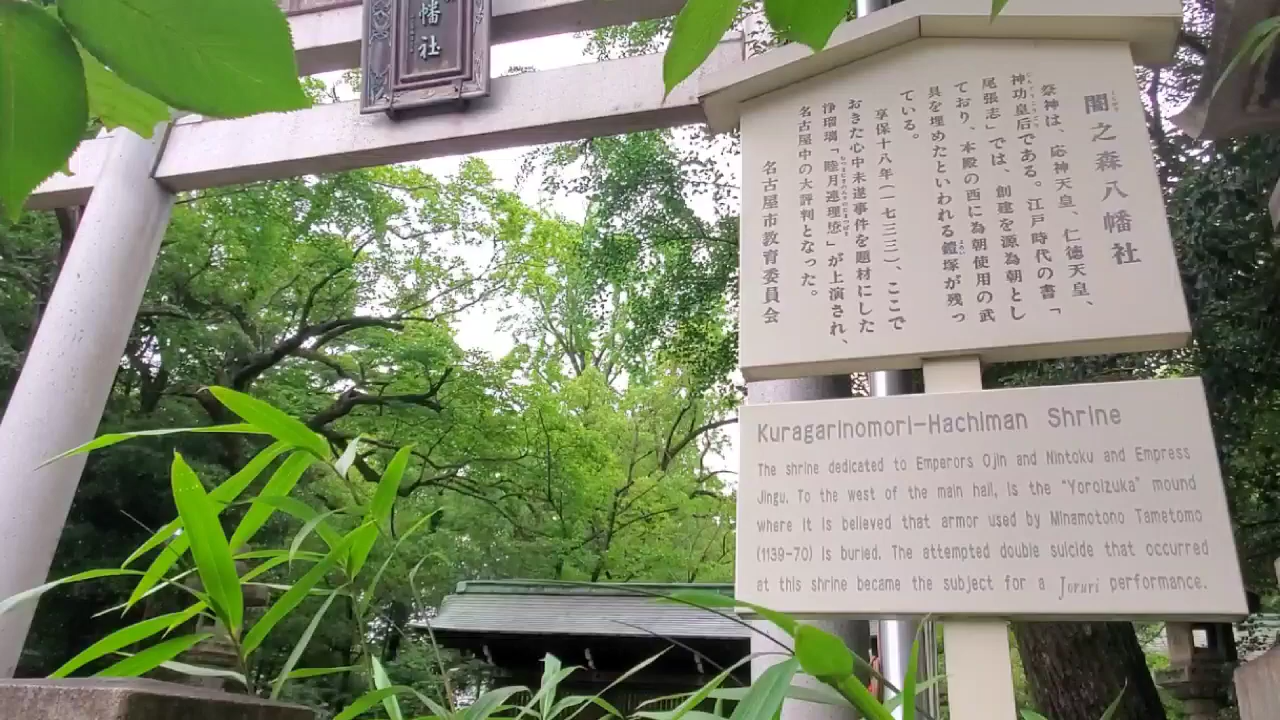 幡社
闇之森八幡社
祭神は、応神天皇、仁徳天皇、
神功皇后である。江戸時代の書「
尾張志」では、創建を源為朝とし
ており、本殿の西に為朝使用の武
具を埋めたといわれる鎧塚が残っ
ている。
享保十八年(一七三三)、ここで
おきた心中未遂事件を題材にした
浄瑠璃「睦月連理𣜿」が上演され、
名古屋中の大評判となった。
名古屋市教育委員会
Kuragarinomori-Hachiman Shrine
The shrine dedicated to Emperors Ojin and Nintoku and Empress
Jingu. To the west of the main hall, is the "Yoroizuka" mound
where it is believed that armor used by Minamotono Tametomo
(1139-70) is buried. The attempted double suicide that occurred
at this shrine became the subject for a Joruri performance.